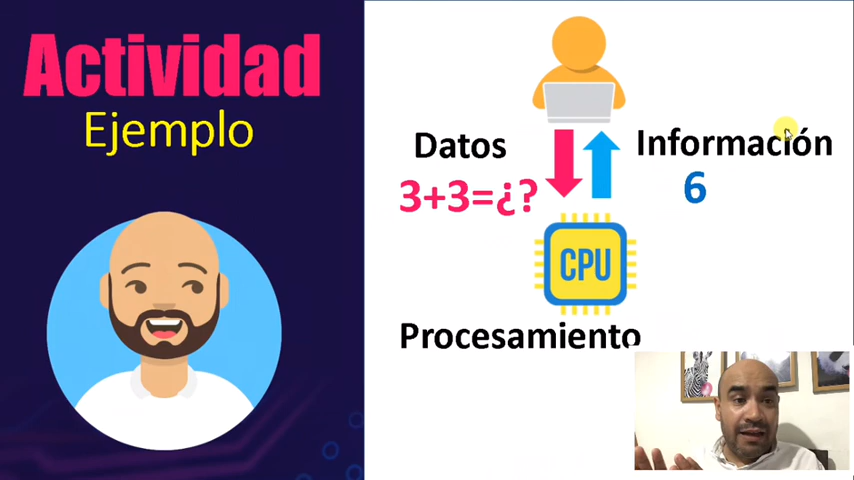 Actividad
Ejemplo
Datos
3+3=¿?
Información
6
CPU
Procesamiento